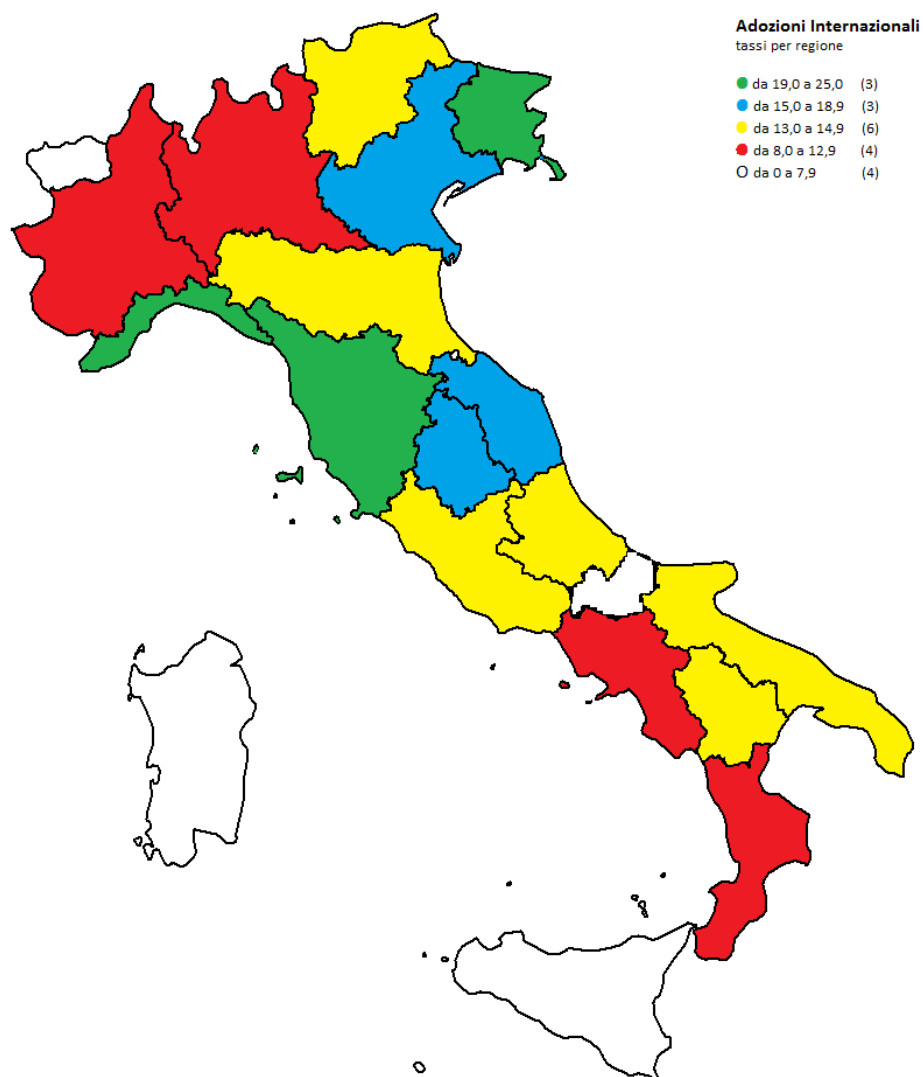 Adozioni Internazionali
tassi per regione
da 19,0 a 25,0 (3)
da 15,0 a 18,9 (3)
da 13,0 a 14,9 (6)
da 8,0 a 12,9 (4)
da 0 a 7,9 (4)